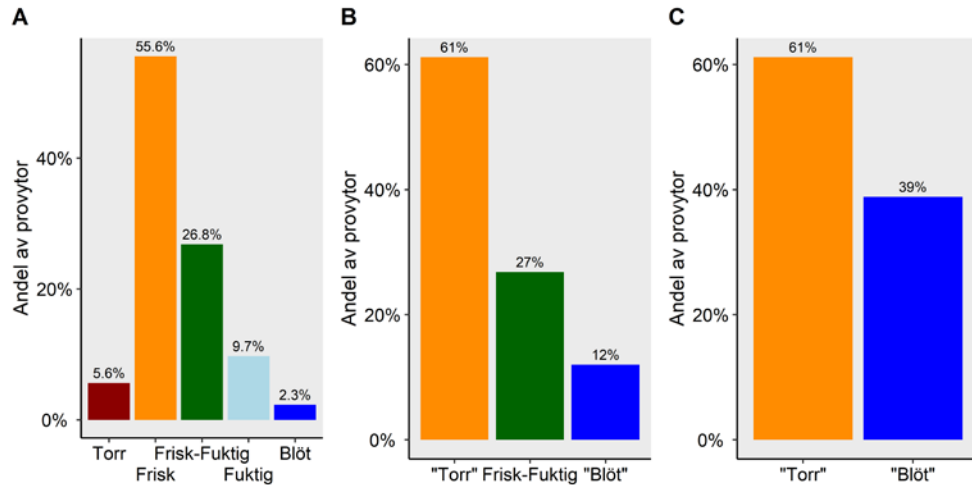 A
Andel av provytor
40%
20%
0%
5.6%
55.6%
26.8%
9.7%
2.3%
Torr
Frisk
Frisk-Fuktig
Fuktig
Blöt
B
Andel av provytor
60%
40%
20%
0%
61%
27%
12%
"Torr" Frisk-Fuktig "Blöt"
C
Andel av provytor
60%
40%
20%
0%
61%
39%
"Torr"
"Blöt"